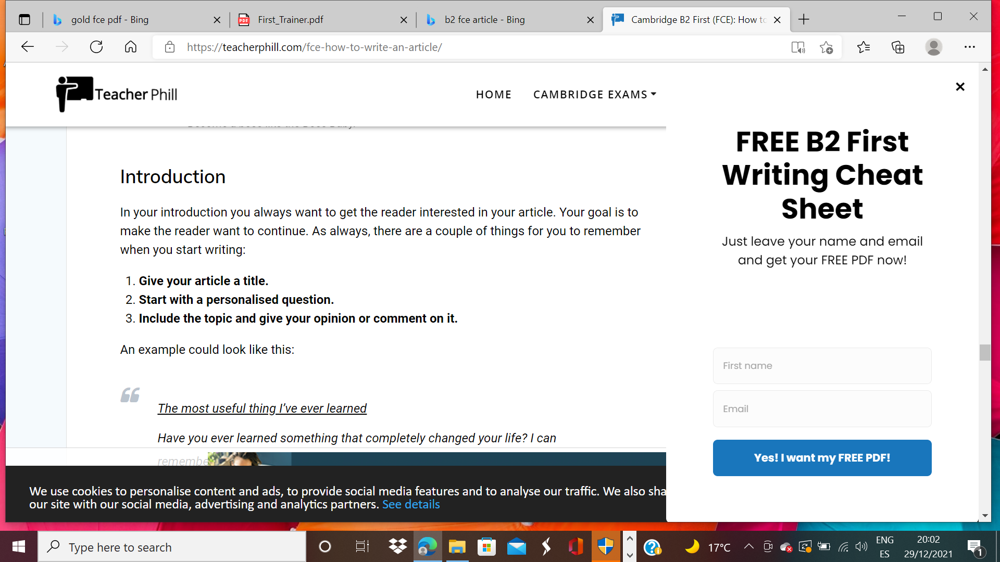 gold fce pdf - Bing
First_Trainer.pdf
b2 fce article - Bing
Cambridge B2 First (FCE): How to
https://teacherphill.com/fce-how-to-write-an-article/
Teacher Phill
HOME
CAMBRIDGE EXAMS
Introduction
In your introduction you always want to get the reader interested in your article. Your goal is to
make the reader want to continue. As always, there are a couple of things for you to remember
when you start writing:
1. Give your article a title.
2. Start with a personalised question.
3. Include the topic and give your opinion or comment on it.
An example could look like this:
The most useful thing I've ever learned
Have you ever learned something that completely changed your life? I can
We use cookies to personalise content and ads, to provide social media features and to analyse our traffic. We also sha
our site with our social media, advertising and analytics partners. See details
FREE B2 First
Writing Cheat
Sheet
Just leave your name and email
and get your FREE PDF now!
First name
Email
Yes! I want my FREE PDF!
Type here to search
17°C
ENG
ES
20:02
29/12/2021
1